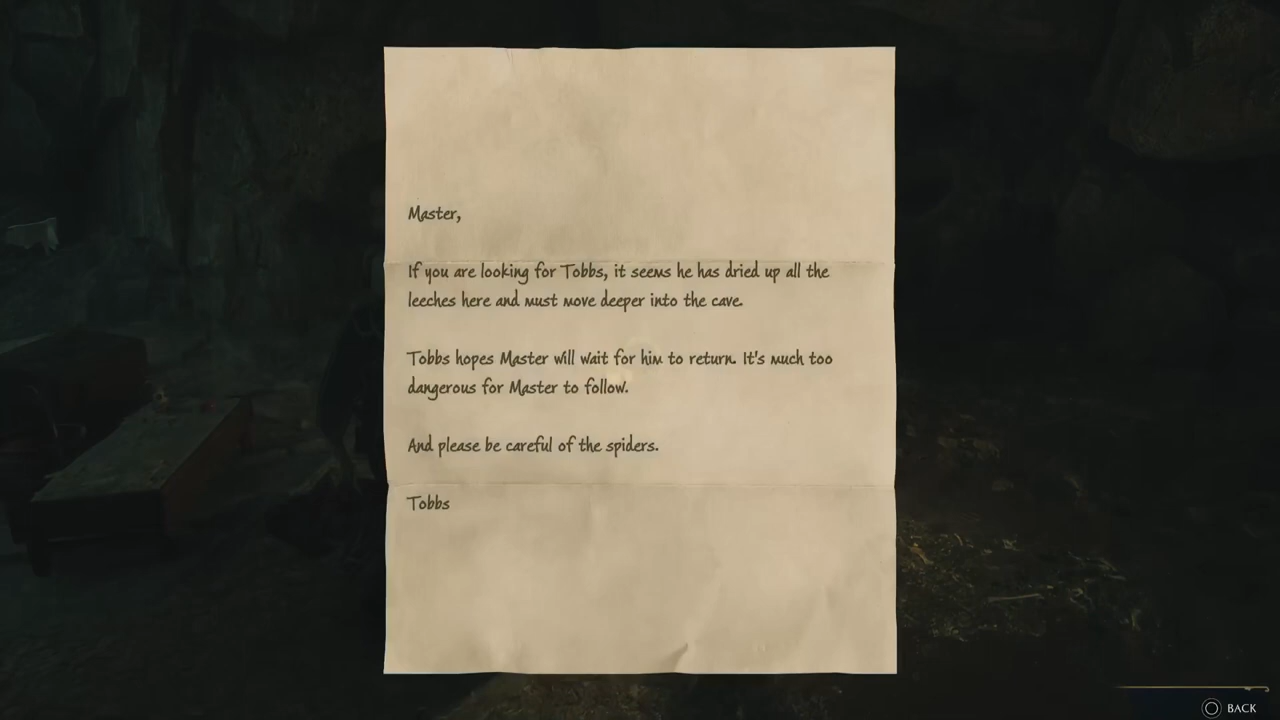 Master,
If you are looking for Tobbs, it seems he has dried up all the
leeches here and must move deeper into the cave.
Tobbs hopes Master will wait for him to return. It's much too
dangerous for Master to follow.
And please be careful of the spiders.
Tobbs
BACK